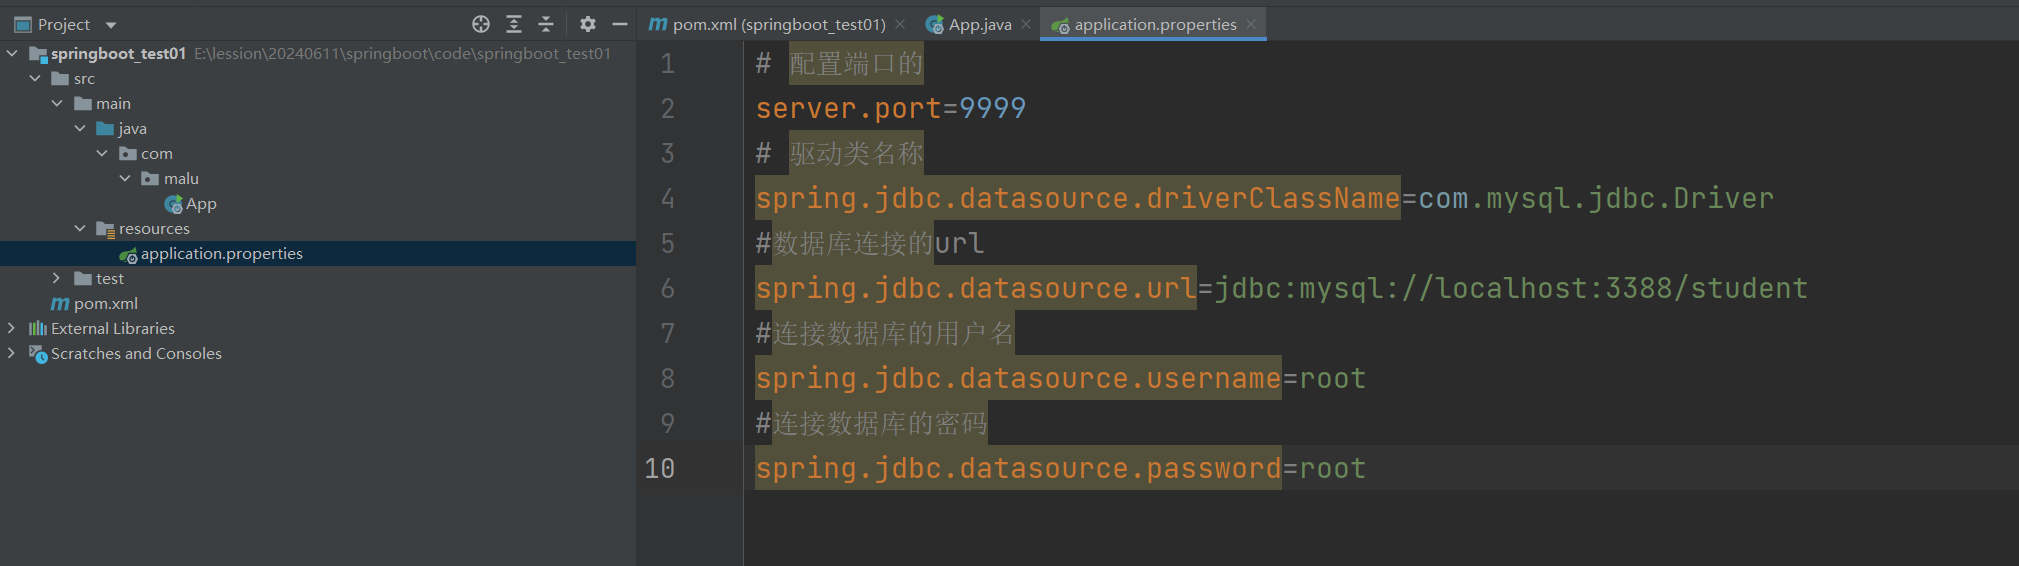 Project
pom.xml (springboot_test01)
App.java
application.properties
springboot_test01 E:\lession\20240611\springboot\code\springboot_test01
src
main
java
com
malu
App
resources
application.properties
test
pom.xml
External Libraries
Scratches and Consoles
1 # 配置端口的
2 server.port=9999
3 # 驱动类名称
4 spring.jdbc.datasource.driverClassName=com.mysql.jdbc.Driver
5 #数据库连接的url
6 spring.jdbc.datasource.url=jdbc:mysql://localhost:3388/student
7 #连接数据库的用户名
8 spring.jdbc.datasource.username=root
9 #连接数据库的密码
10 spring.jdbc.datasource.password=root